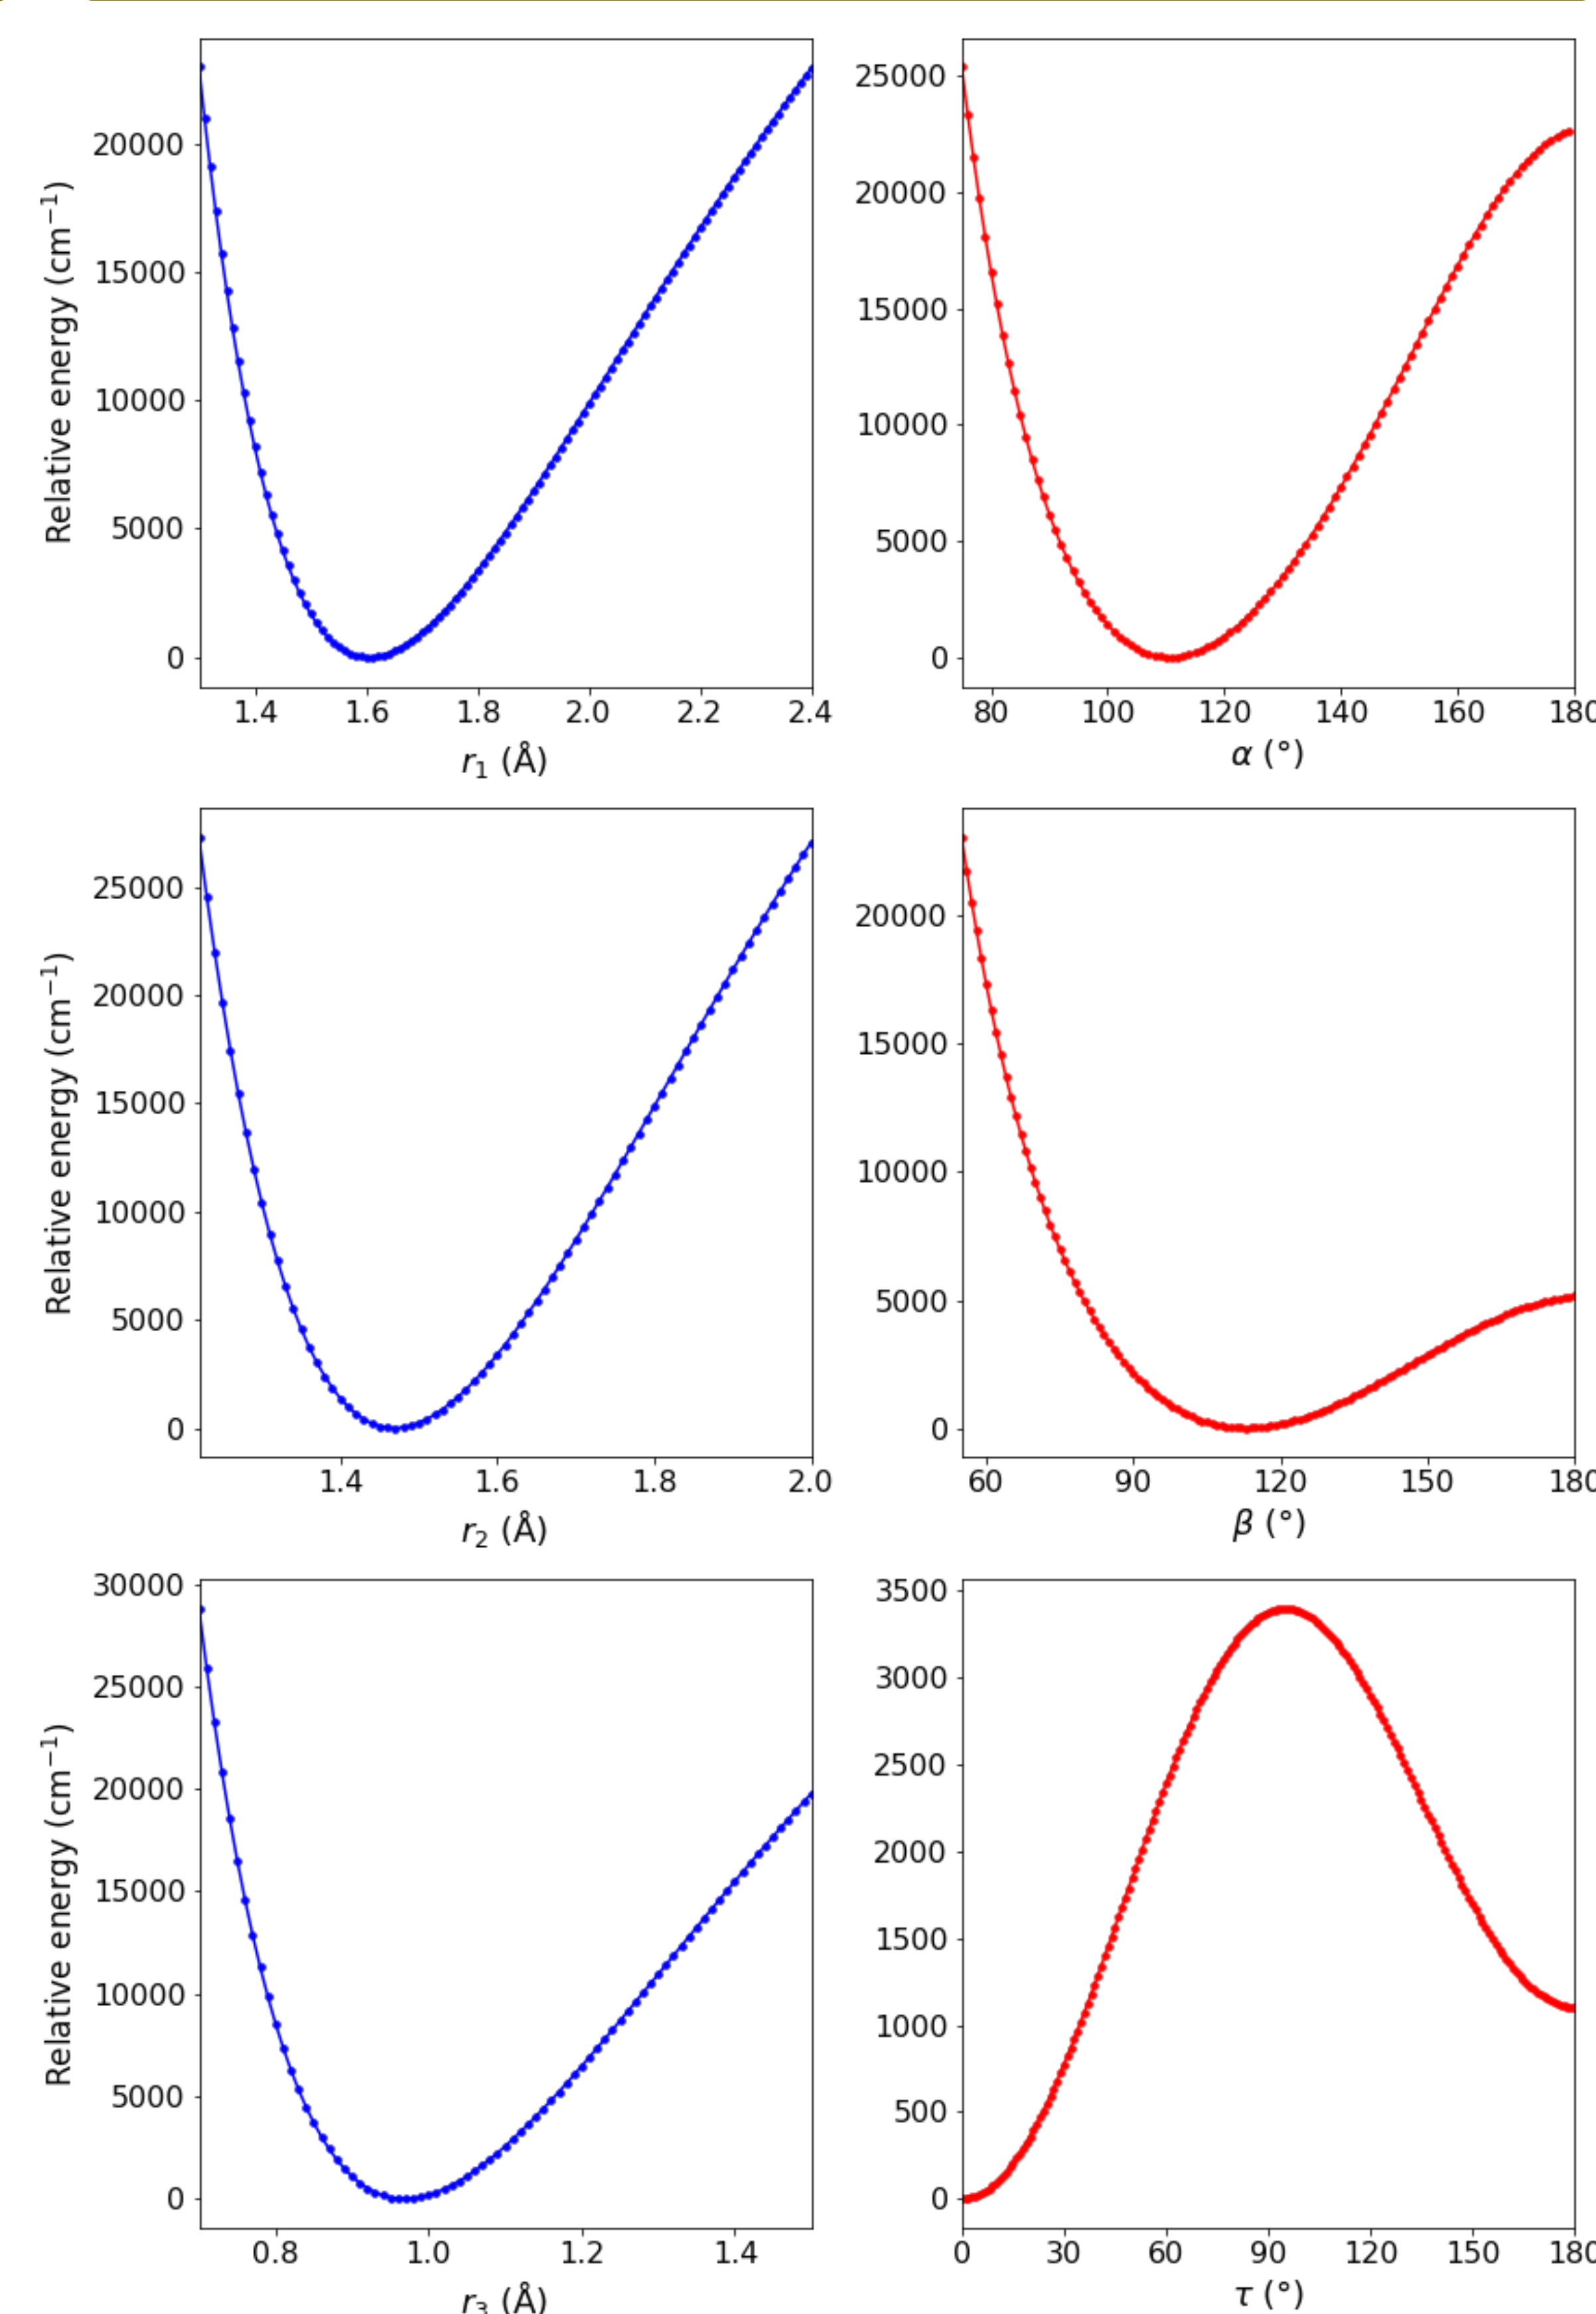 Relative energy (cm⁻¹)
20000
15000
10000
5000
0
1.4 1.6 1.8 2.0 2.2 2.4
r₁ (Å)
25000
20000
15000
10000
5000
0
80 100 120 140 160 180
α (°)
Relative energy (cm⁻¹)
25000
20000
15000
10000
5000
0
1.4 1.6 1.8 2.0
r₂ (Å)
20000
15000
10000
5000
0
60 90 120 150 180
β (°)
Relative energy (cm⁻¹)
30000
25000
20000
15000
10000
5000
0
0.8 1.0 1.2 1.4
r₃ (Å)
3500
3000
2500
2000
1500
1000
500
0
0 30 60 90 120 150 180
τ (°)